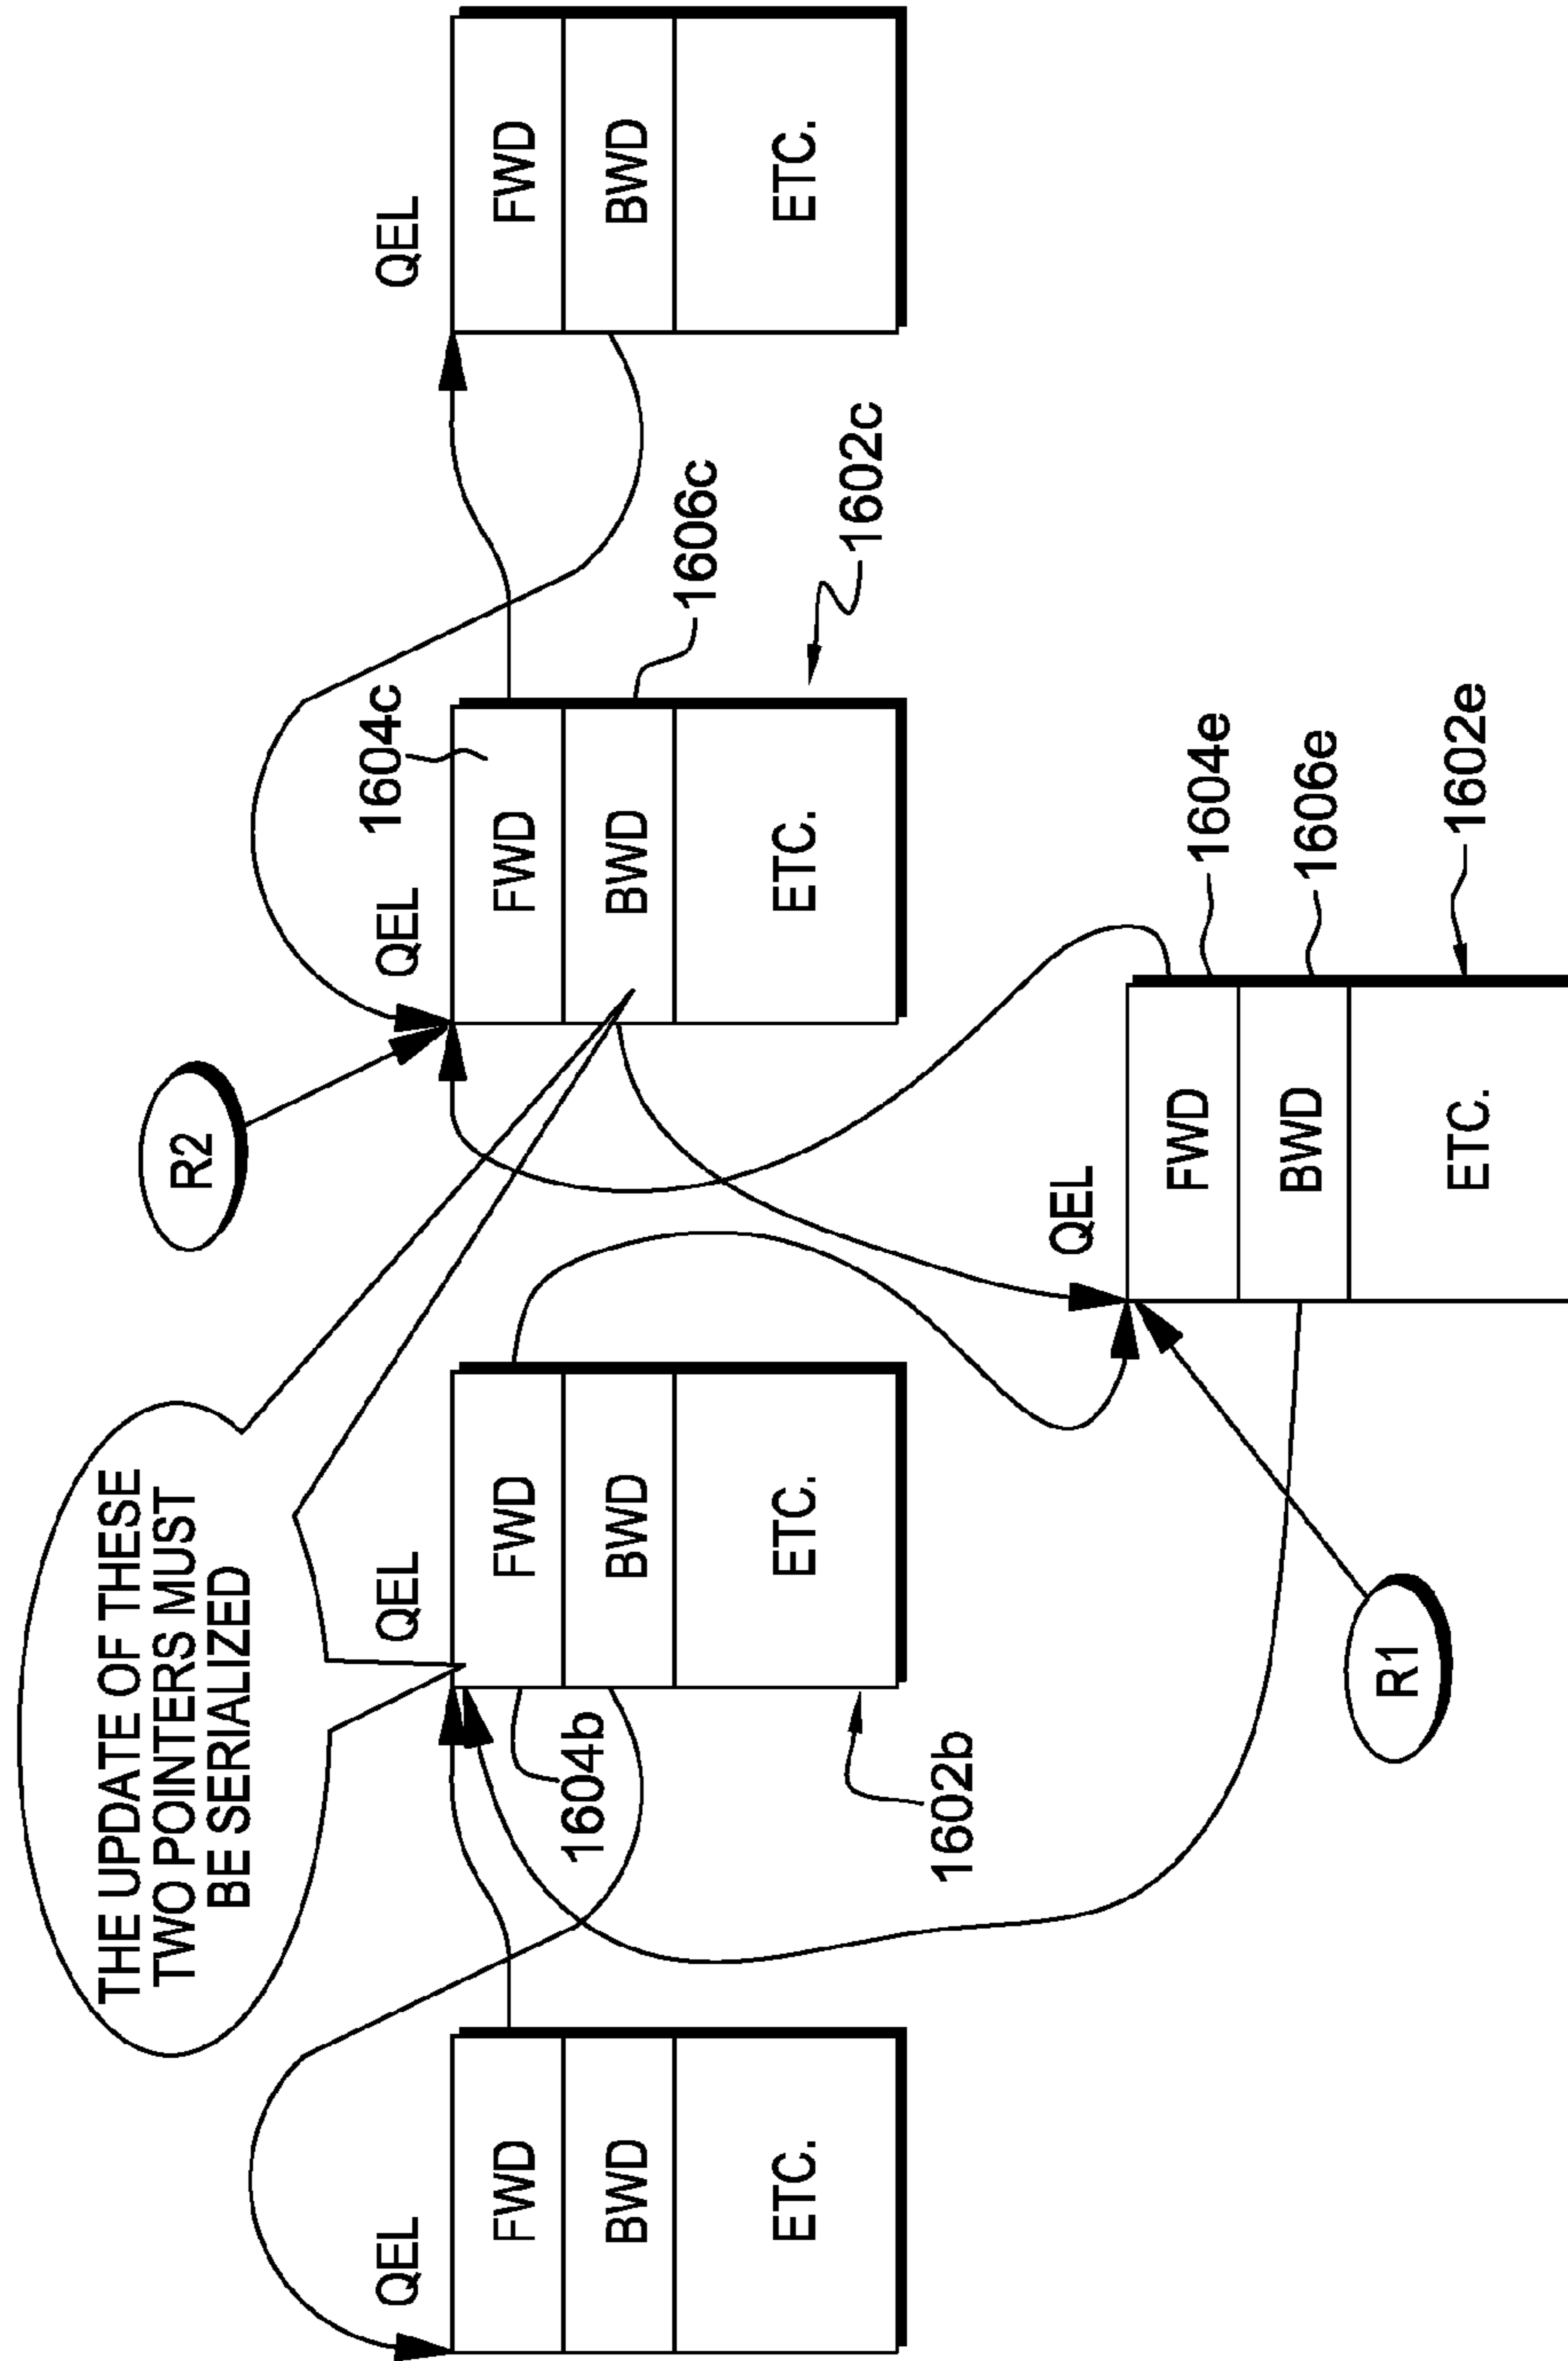 THE UPDATE OF THESE
TWO POINTERS MUST
BE SERIALIZED
R2
QEL
FWD
BWD
ETC.
QEL
FWD
BWD
ETC.
1604b
1602b
QEL
1604c
FWD
BWD
ETC.
1606c
1602c
QEL
FWD
BWD
ETC.
R1
QEL
FWD
BWD
ETC.
1604e
1606e
1602e